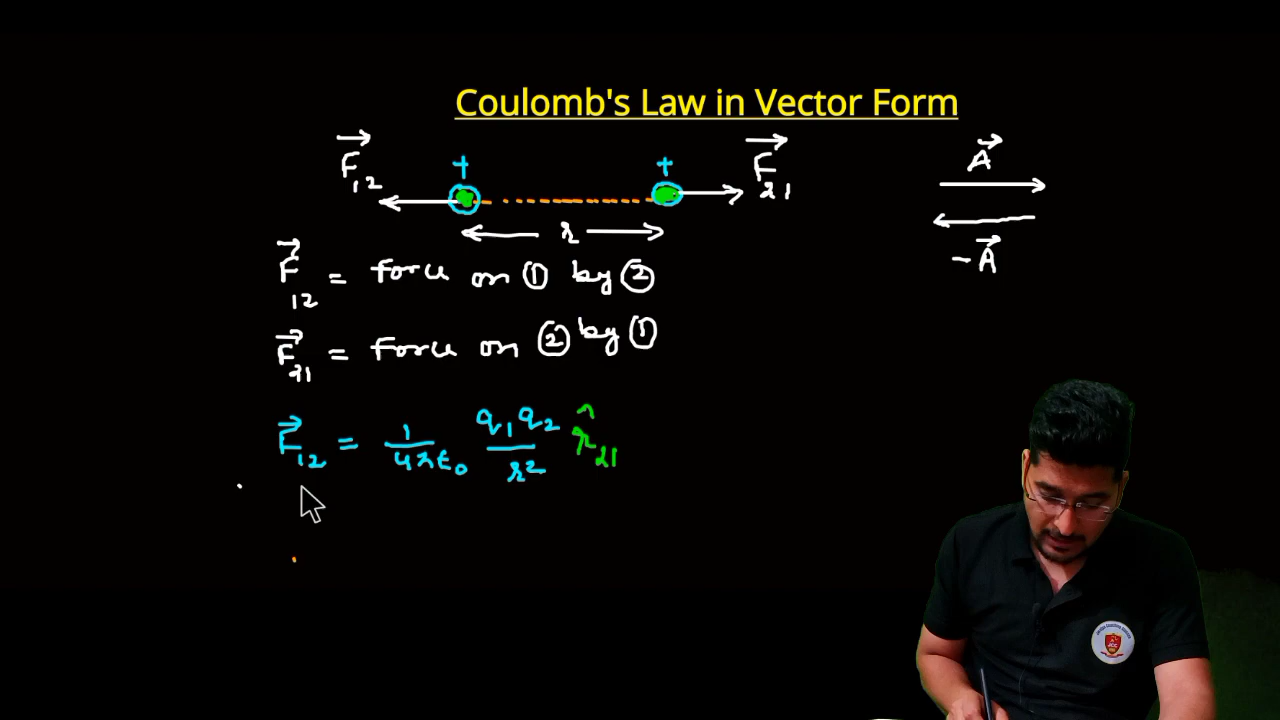 Coulomb's Law in Vector Form
F⃗₁₂ + + F⃗₂₁ A⃗
r
-A⃗
F⃗₁₂ = force on ① by ②
F⃗₂₁ = Force on ② by ①
F⃗₁₂ = 1/4πε₀ q₁q₂/r² r̂₂₁